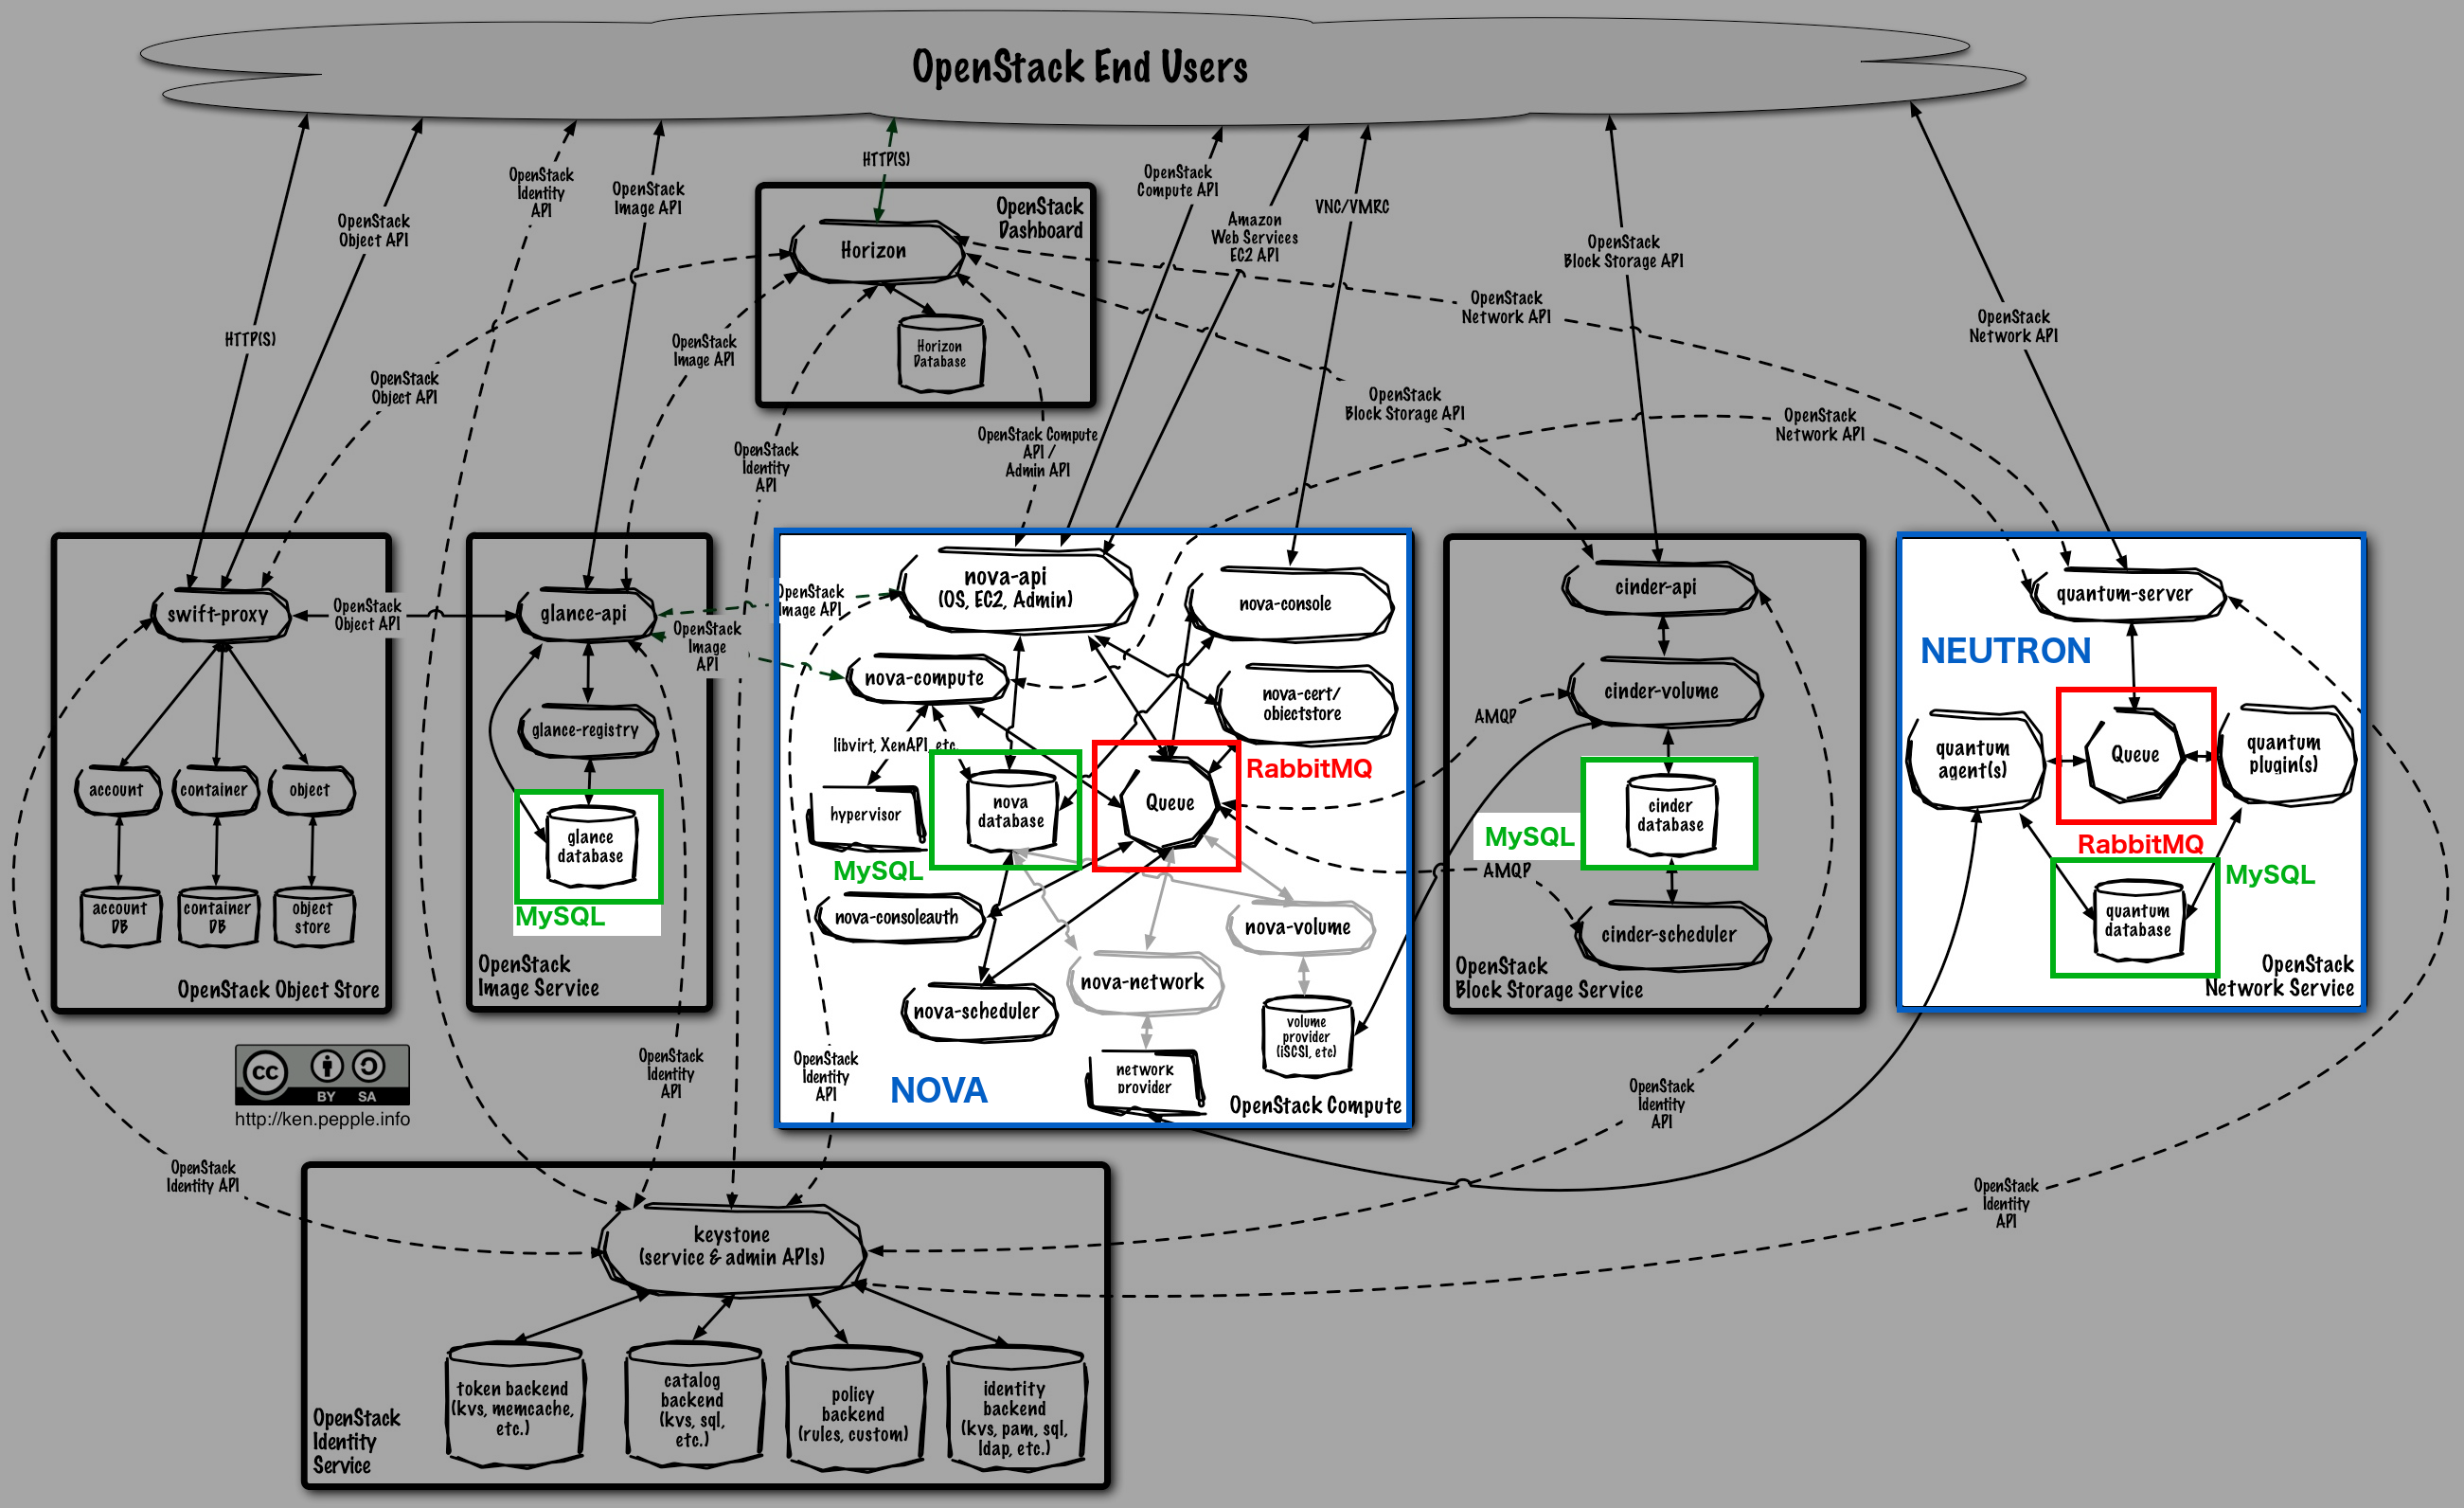 OpenStack End Users
HTTP(S)
OpenStack
Object API
OpenStack
Identity
API
OpenStack
Image API
HTTP(S)
OpenStack
Compute API
Amazon
Web Services
EC2 API
VNC/VMRC
OpenStack
Block Storage API
OpenStack
Network API
OpenStack
Dashboard
Horizon
Horizon
Database
OpenStack
Object API
OpenStack
Image API
OpenStack
Identity
API
OpenStack Compute
API /
Admin API
OpenStack
Network API
OpenStack
Block Storage API
OpenStack
Network API
swift-proxy
OpenStack
Object API
account
container
object
account
DB
container
DB
object
store
OpenStack Object Store
glance-api
glance-registry
glance
database
MySQL
OpenStack
Image Service
OpenStack
Image API
OpenStack
Image
API
nova-api
(OS, EC2, Admin)
nova-console
nova-compute
nova-cert/
objectstore
libvirt, XenAPI, etc.
hypervisor
nova
database
MySQL
Queue
RabbitMQ
nova-consoleauth
nova-volume
nova-network
nova-scheduler
volume
provider
(iSCSI, etc)
network
provider
OpenStack
Identity
API
NOVA
OpenStack Compute
cinder-api
cinder-volume
AMQP
cinder
database
MySQL
AMQP
cinder-scheduler
OpenStack
Block Storage Service
quantum-server
NEUTRON
quantum
agent(s)
Queue
quantum
plugin(s)
RabbitMQ
MySQL
quantum
database
OpenStack
Network Service
CC
BY SA
http://ken.pepple.info
OpenStack
Identity
API
OpenStack
Identity API
OpenStack
Identity
API
OpenStack
Identity
API
keystone
(service & admin APIs)
token backend
(kvs, memcache,
etc.)
catalog
backend
(kvs, sql,
etc.)
policy
backend
(rules, custom)
identity
backend
(kvs, pam, sql,
ldap, etc.)
OpenStack
Identity
Service